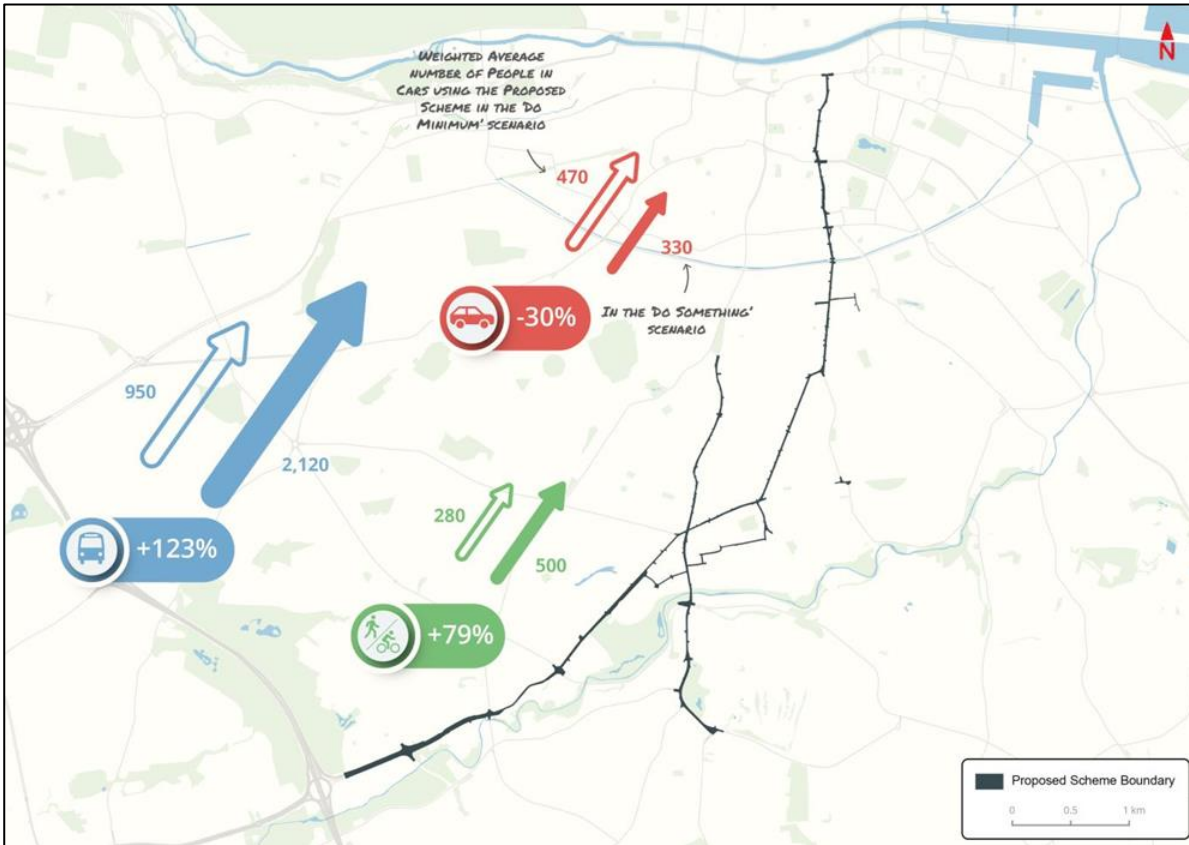 WEIGHTED AVERAGE
NUMBER OF PEOPLE IN
CARS USING THE PROPOSED
SCHEME IN THE 'DO
MINIMUM' SCENARIO
N
470
330
-30%
IN THE 'DO SOMETHING'
SCENARIO
950
2,120
+123%
280
500
+79%
Proposed Scheme Boundary
0 0.5 1 km